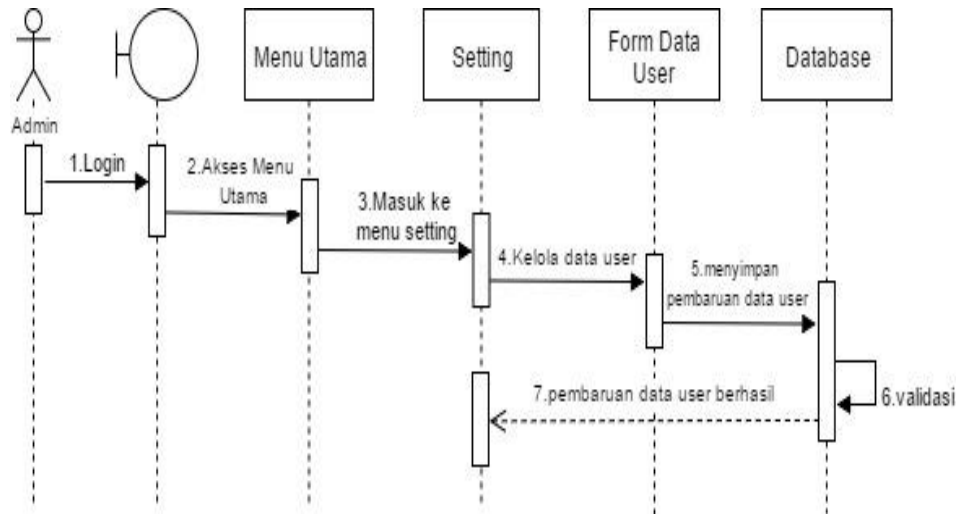 Menu Utama
Setting
Form Data
User
Database
Admin
1.Login
2.Akses Menu
Utama
3.Masuk ke
menu setting
4.Kelola data user
5.menyimpan
pembaruan data user
6.validasi
7.pembaruan data user berhasil